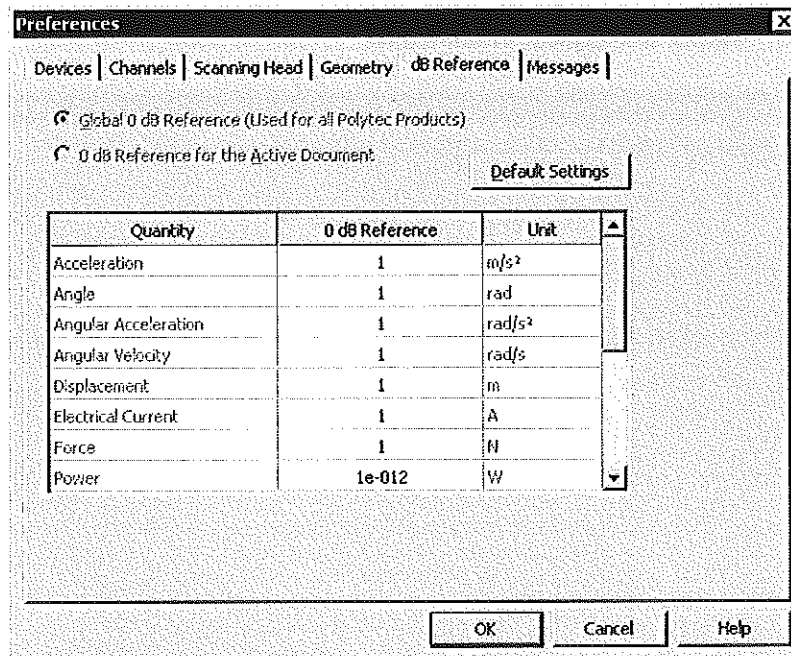 Preferences
Devices Channels Scanning Head Geometry dB Reference Messages
Global 0 dB Reference (Used for all Polytec Products)
0 dB Reference for the Active Document
Default Settings
Quantity 0 dB Reference Unit
Acceleration 1 m/s²
Angle 1 rad
Angular Acceleration 1 rad/s²
Angular Velocity 1 rad/s
Displacement 1 m
Electrical Current 1 A
Force 1 N
Power 1e-012 W
OK Cancel Help